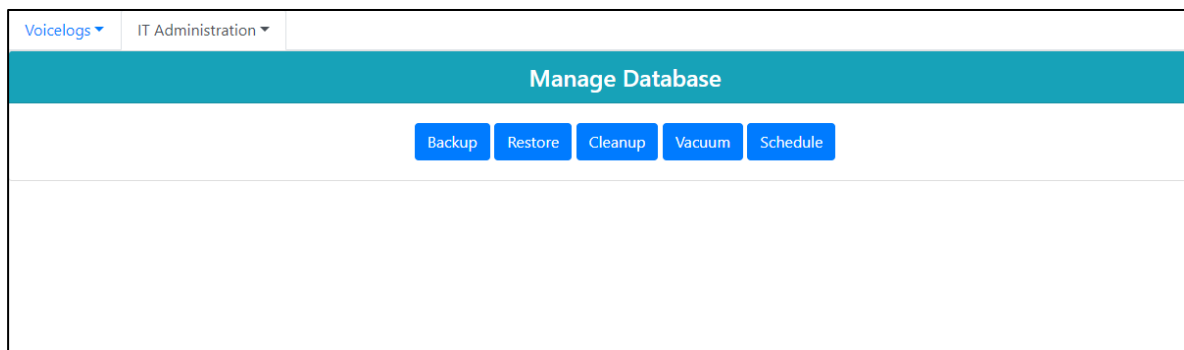 Voicelogs IT Administration
Manage Database
Backup Restore Cleanup Vacuum Schedule